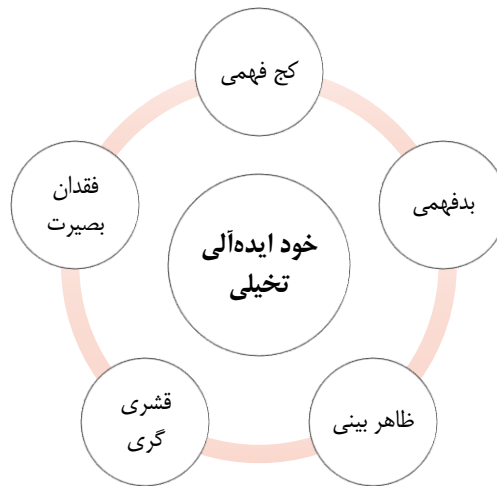 کج فهمی
بدفهمی
فقدان
بصیرت
خود ایده‌آلی
تخیلی
ظاهر بینی
قشری
گری